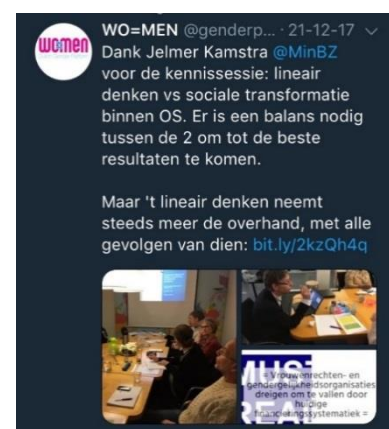 women
WO=MEN @genderp... · 21-12-17
Dank Jelmer Kamstra @MinBZ
voor de kennissessie: lineair
denken vs sociale transformatie
binnen OS. Er is een balans nodig
tussen de 2 om tot de beste
resultaten te komen.
Maar 't lineair denken neemt
steeds meer de overhand, met alle
gevolgen van dien: bit.ly/2kzQh4q
MUST
REAL
= Vrouwenrechten- en
gendergelijkheidsorganisaties
dreigen om te vallen door
huidige
financieringssystematiek =